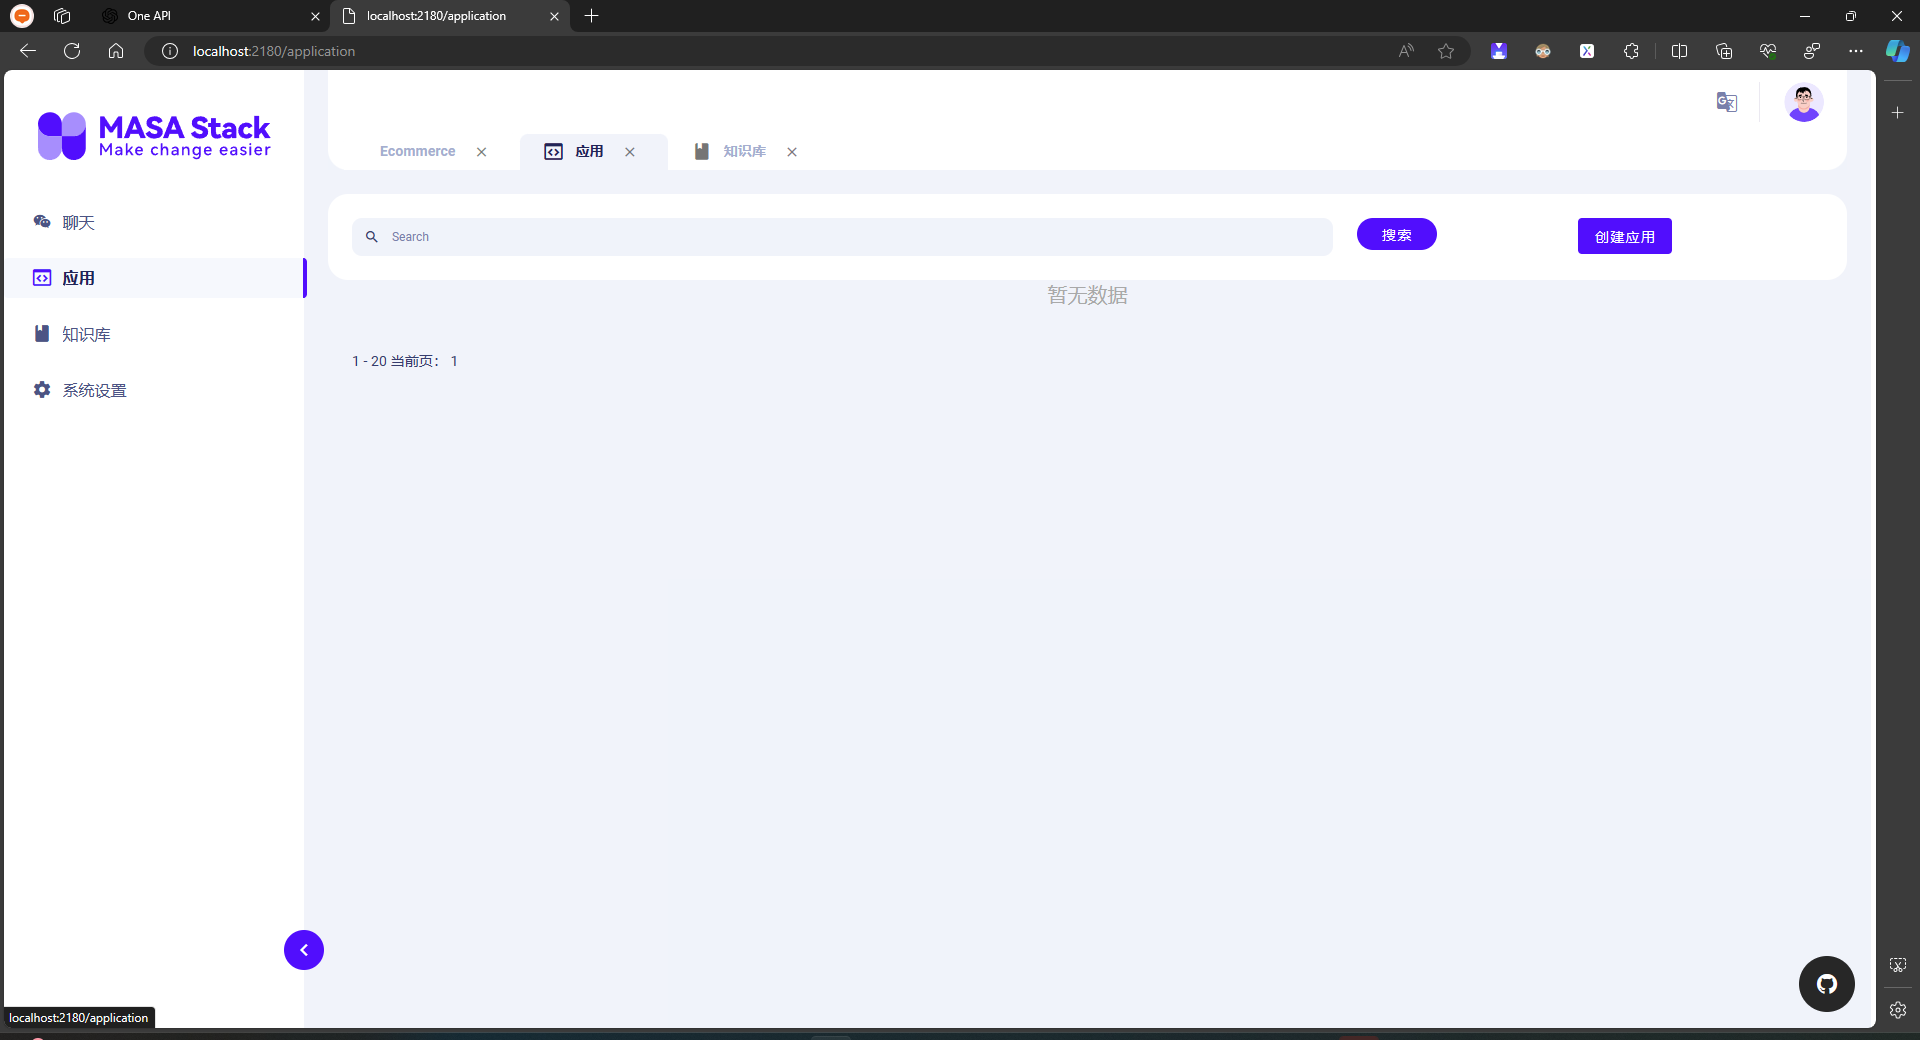 One API
localhost:2180/application
localhost:2180/application
MASA Stack
Make change easier
聊天
应用
知识库
系统设置
Ecommerce
应用
知识库
Search
搜索
创建应用
暂无数据
1 - 20 当前页： 1
localhost:2180/application